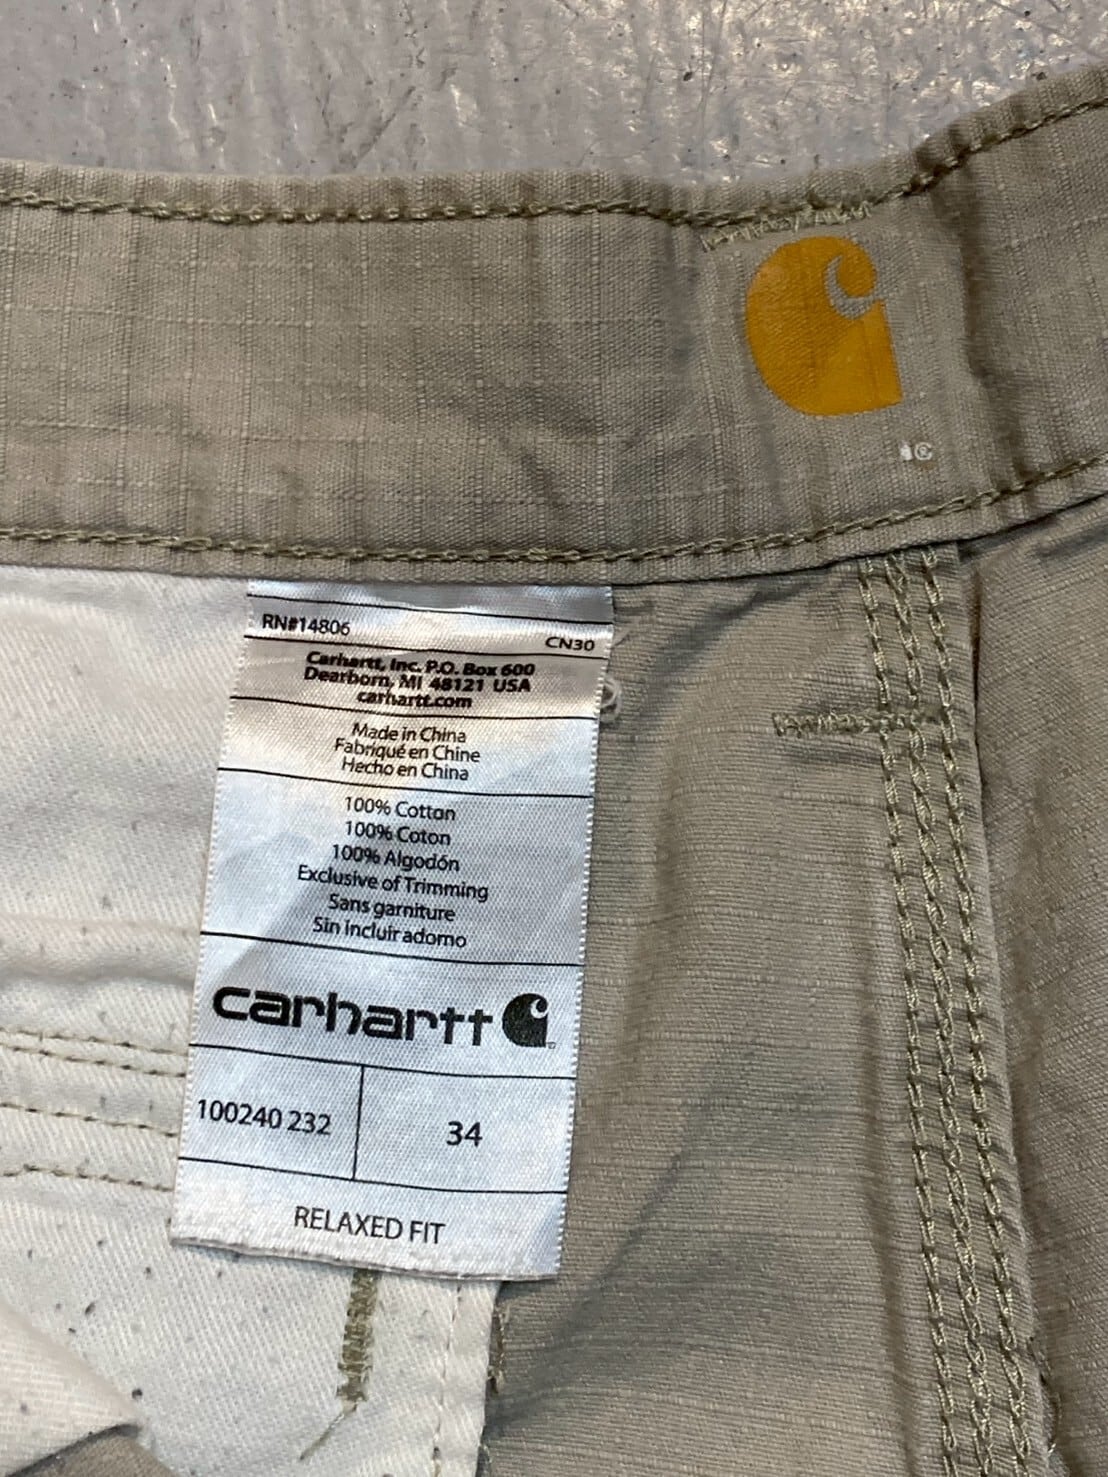 RN#14806
CN30
Carhartt, Inc. P.O. Box 600
Dearborn, MI 48121 USA
carhartt.com
Made in China
Fabriqué en Chine
Hecho en China
100% Cotton
100% Coton
100% Algodón
Exclusive of Trimming
Sans garniture
Sin incluir adorno
carhartt
100240 232
34
RELAXED FIT